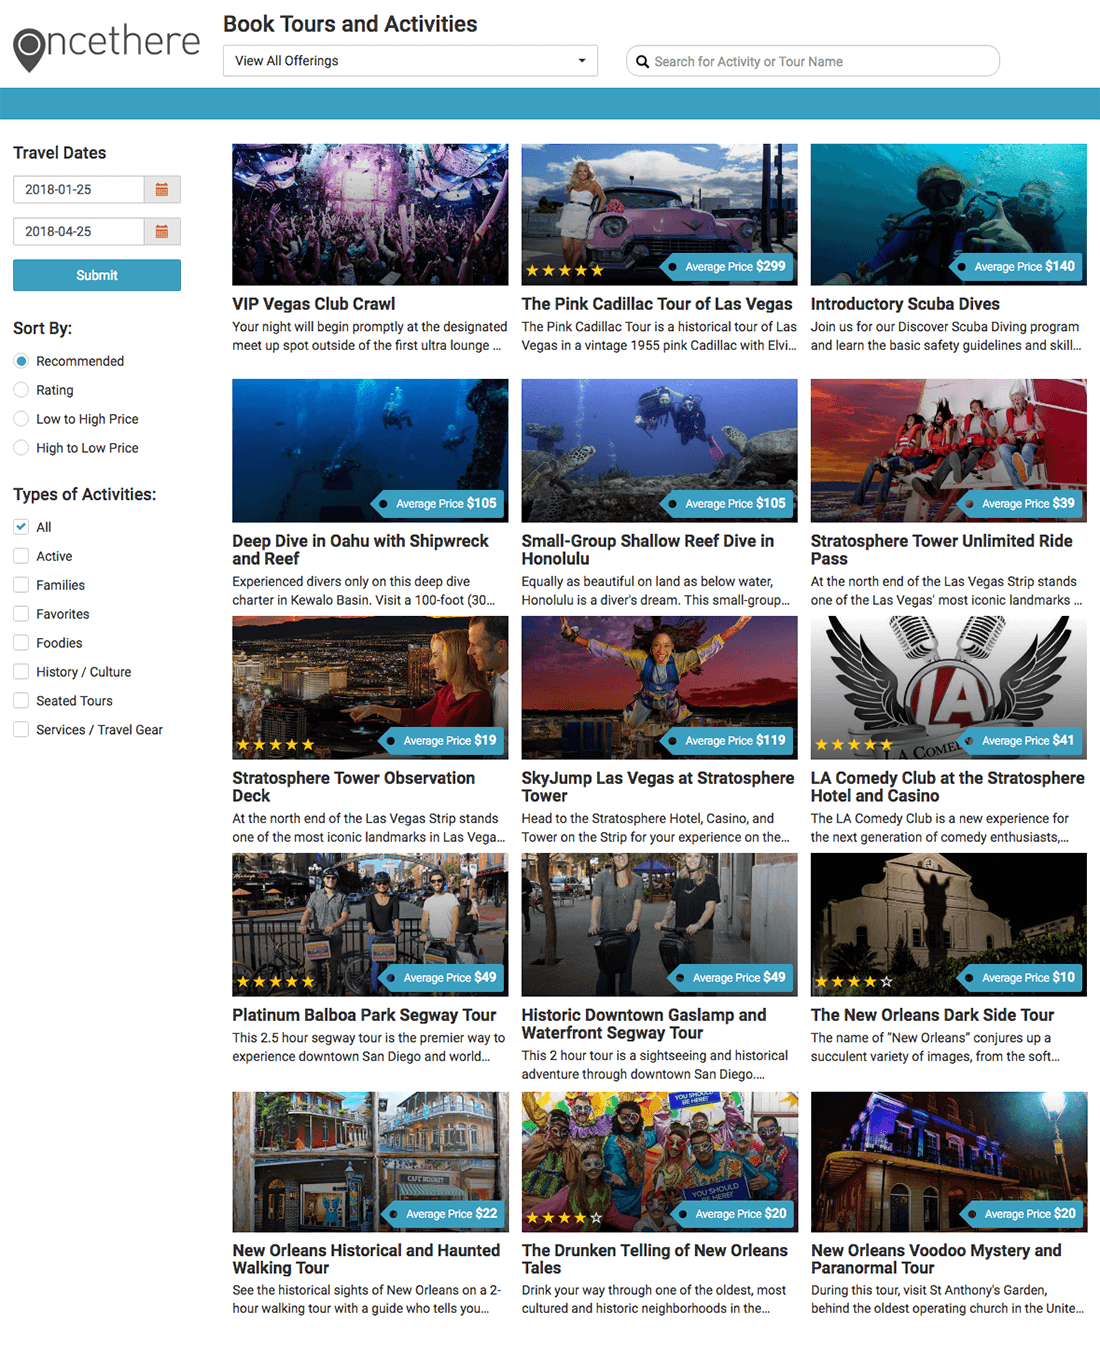 ncethere
Book Tours and Activities
View All Offerings
Search for Activity or Tour Name
Travel Dates
2018-01-25
2018-04-25
Submit
Sort By:
Recommended
Rating
Low to High Price
High to Low Price
Types of Activities:
All
Active
Families
Favorites
Foodies
History / Culture
Seated Tours
Services / Travel Gear
VIP Vegas Club Crawl
Your night will begin promptly at the designated
meet up spot outside of the first ultra lounge ...
Average Price $299
The Pink Cadillac Tour of Las Vegas
The Pink Cadillac Tour is a historical tour of Las
Vegas in a vintage 1955 pink Cadillac with Elvi...
Average Price $140
Introductory Scuba Dives
Join us for our Discover Scuba Diving program
and learn the basic safety guidelines and skill...
Average Price $105
Deep Dive in Oahu with Shipwreck
and Reef
Experienced divers only on this deep dive
charter in Kewalo Basin. Visit a 100-foot (30...
Average Price $105
Small-Group Shallow Reef Dive in
Honolulu
Equally as beautiful on land as below water,
Honolulu is a diver's dream. This small-group...
Average Price $39
Stratosphere Tower Unlimited Ride
Pass
At the north end of the Las Vegas Strip stands
one of the Las Vegas' most iconic landmarks ...
Average Price $19
Stratosphere Tower Observation
Deck
At the north end of the Las Vegas Strip stands
one of the most iconic landmarks in Las Vega...
Average Price $119
SkyJump Las Vegas at Stratosphere
Tower
Head to the Stratosphere Hotel, Casino, and
Tower on the Strip for your experience on the...
LA
LA COME
Average Price $41
LA Comedy Club at the Stratosphere
Hotel and Casino
The LA Comedy Club is a new experience for
the next generation of comedy enthusiasts,...
Average Price $49
Platinum Balboa Park Segway Tour
This 2.5 hour segway tour is the premier way to
experience downtown San Diego and world...
Average Price $49
Historic Downtown Gaslamp and
Waterfront Segway Tour
This 2 hour tour is a sightseeing and historical
adventure through downtown San Diego....
Average Price $10
The New Orleans Dark Side Tour
The name of “New Orleans” conjures up a
succulent variety of images, from the soft...
CAFE BEIGNET
Average Price $22
New Orleans Historical and Haunted
Walking Tour
See the historical sights of New Orleans on a 2-
hour walking tour with a guide who tells you...
YOU SHOULD
BE HERE!
YOU SHOULD
BE HERE!
Average Price $20
The Drunken Telling of New Orleans
Tales
Drink your way through one of the oldest, most
cultured and historic neighborhoods in the...
Average Price $20
New Orleans Voodoo Mystery and
Paranormal Tour
During this tour, visit St Anthony's Garden,
behind the oldest operating church in the Unite...